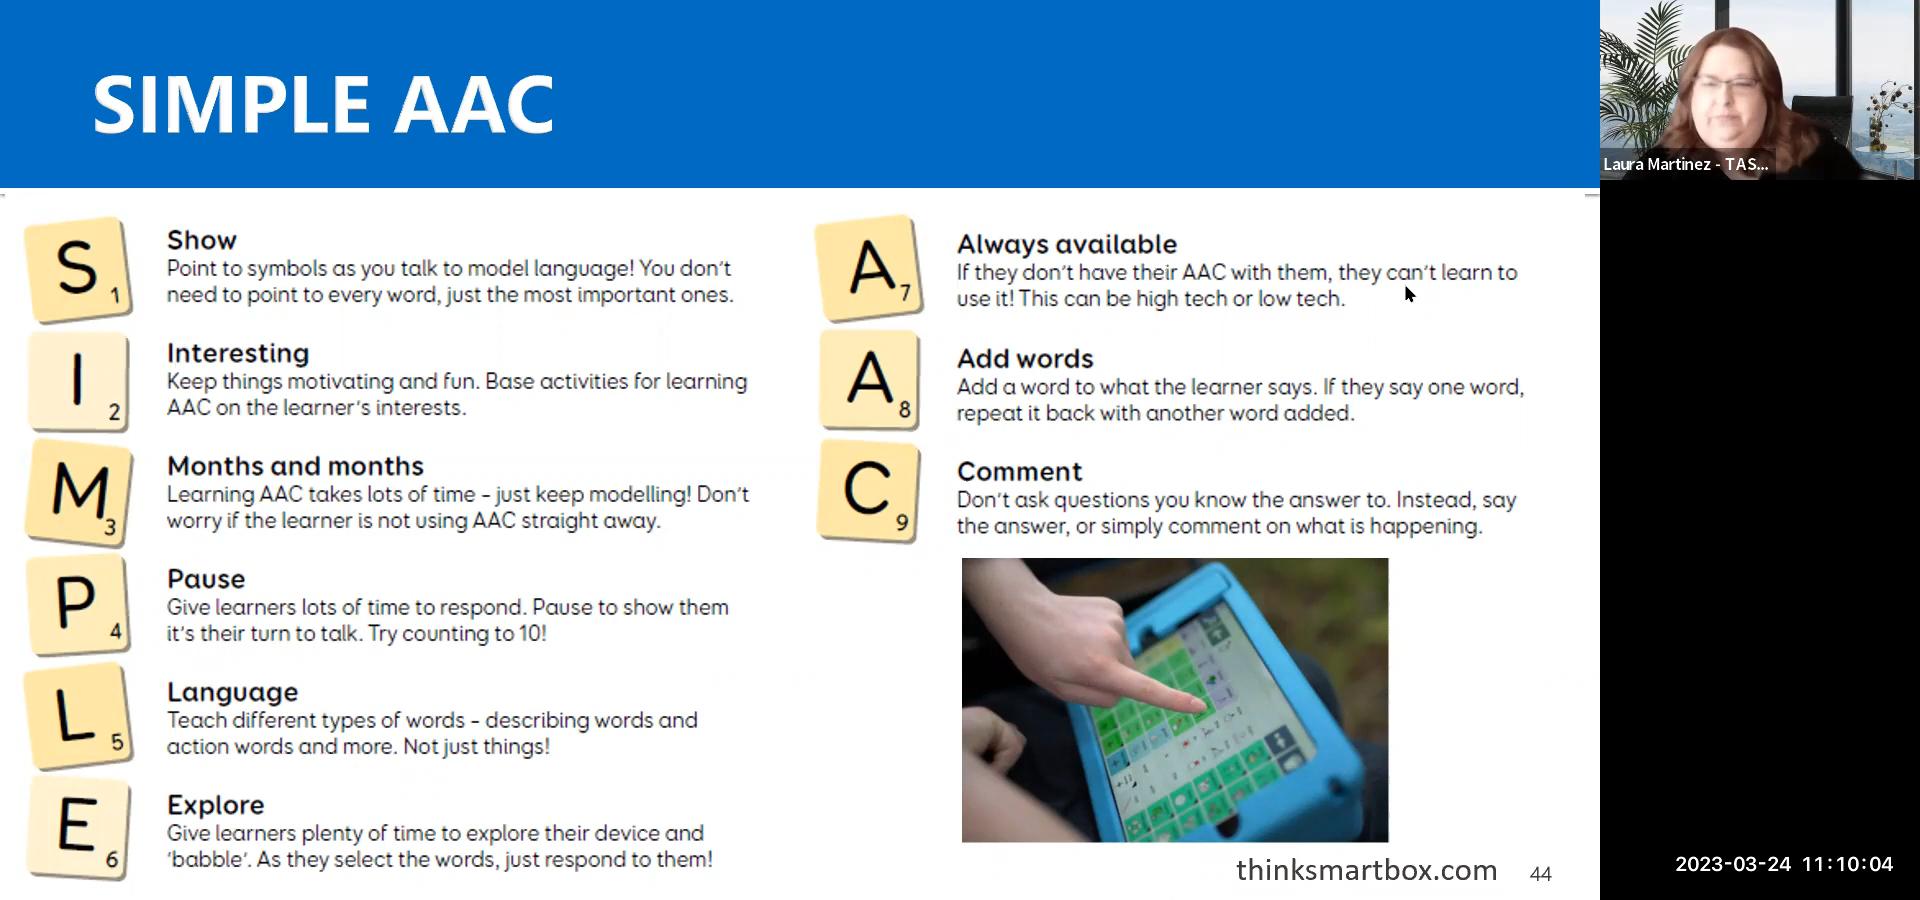 SIMPLE AAC
S
1
Show
Point to symbols as you talk to model language! You don't
need to point to every word, just the most important ones.
I
2
Interesting
Keep things motivating and fun. Base activities for learning
AAC on the learner's interests.
M
3
Months and months
Learning AAC takes lots of time - just keep modelling! Don't
worry if the learner is not using AAC straight away.
P
4
Pause
Give learners lots of time to respond. Pause to show them
it's their turn to talk. Try counting to 10!
L
5
Language
Teach different types of words - describing words and
action words and more. Not just things!
E
6
Explore
Give learners plenty of time to explore their device and
'babble'. As they select the words, just respond to them!
A
7
Always available
If they don't have their AAC with them, they can't learn to
use it! This can be high tech or low tech.
A
8
Add words
Add a word to what the learner says. If they say one word,
repeat it back with another word added.
C
9
Comment
Don't ask questions you know the answer to. Instead, say
the answer, or simply comment on what is happening.
thinksmartbox.com
44
Laura Martinez - TAS...
2023-03-24 11:10:04